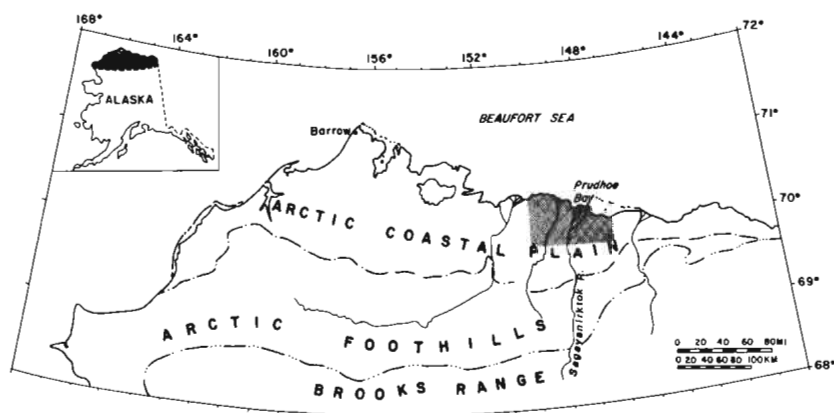 168°
164°
160°
156°
152°
148°
144°
72°
ALASKA
71°
BEAUFORT SEA
Barrow
Prudhoe
Bay
70°
ARCTIC COASTAL PLAIN
69°
ARCTIC FOOTHILLS
Sagavanirktok R.
0 20 40 60 80 MI
0 20 40 60 80 100 KM
BROOKS RANGE
68°